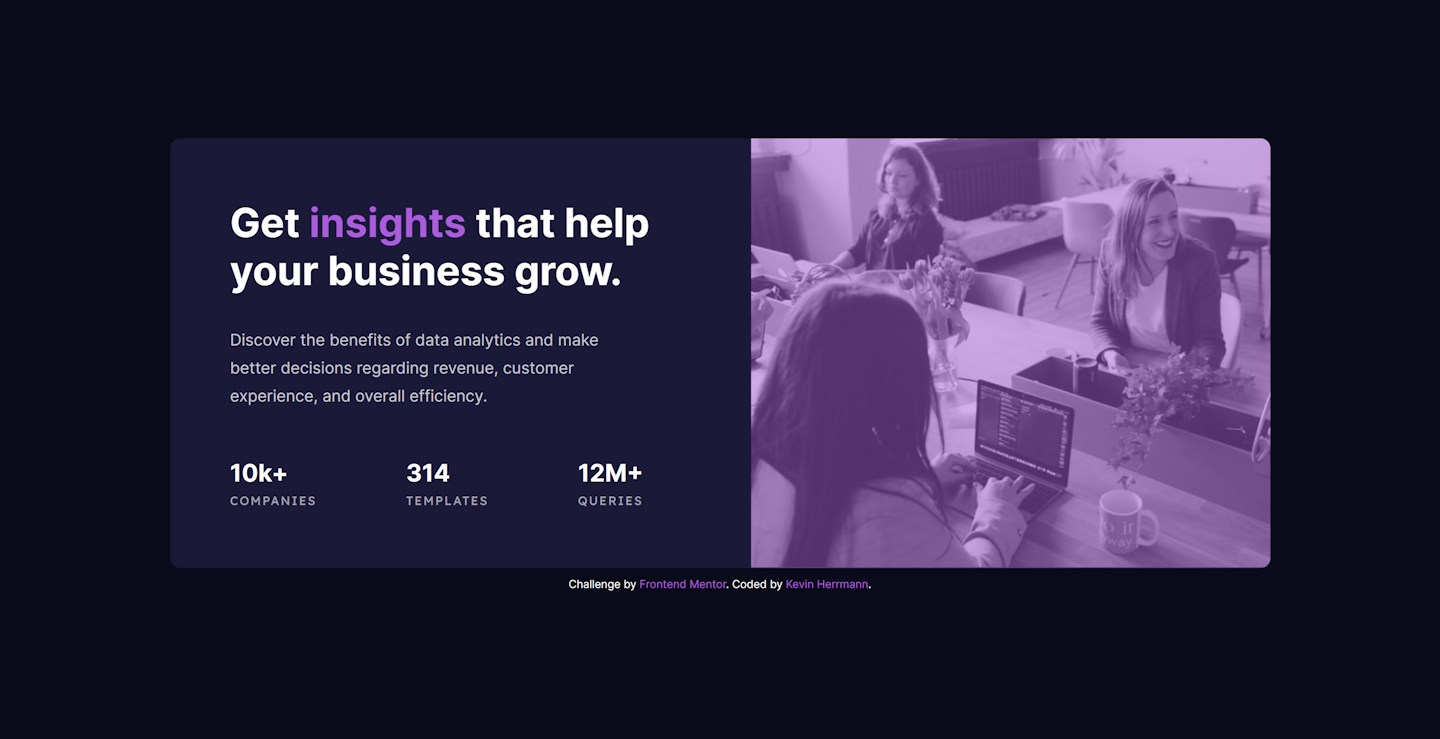 Get insights that help
your business grow.
Discover the benefits of data analytics and make
better decisions regarding revenue, customer
experience, and overall efficiency.
10k+ 314 12M+
COMPANIES TEMPLATES QUERIES
Challenge by Frontend Mentor. Coded by Kevin Herrmann.